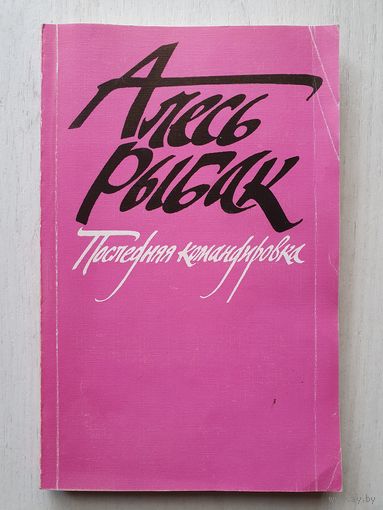 Алесь
Рыбак
Последняя командировка